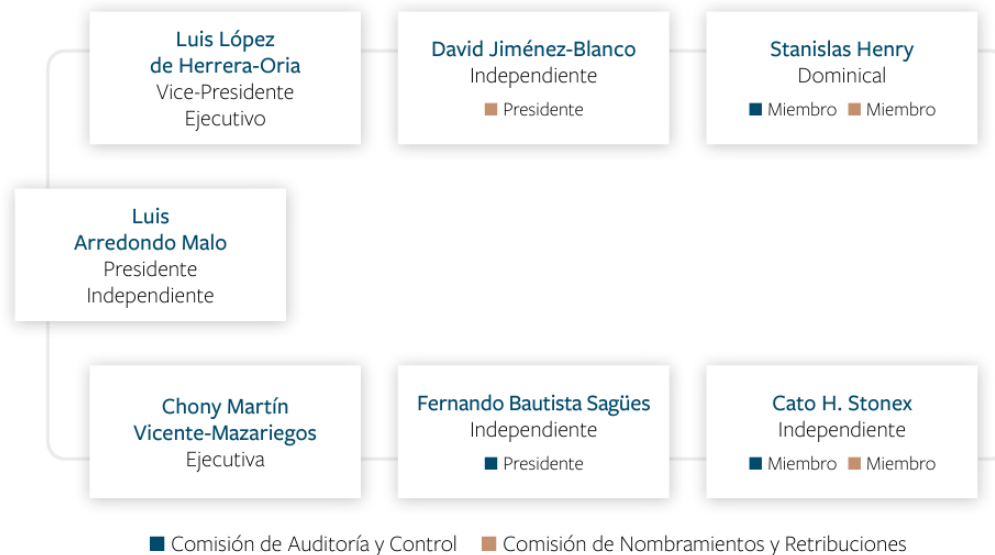 Luis López
de Herrera-Oria
Vice-Presidente
Ejecutivo
David Jiménez-Blanco
Independiente
Presidente
Stanislas Henry
Dominical
Miembro Miembro
Luis
Arredondo Malo
Presidente
Independiente
Chony Martín
Vicente-Mazariegos
Ejecutiva
Fernando Bautista Sagües
Independiente
Presidente
Cato H. Stonex
Independiente
Miembro Miembro
Comisión de Auditoría y Control Comisión de Nombramientos y Retribuciones